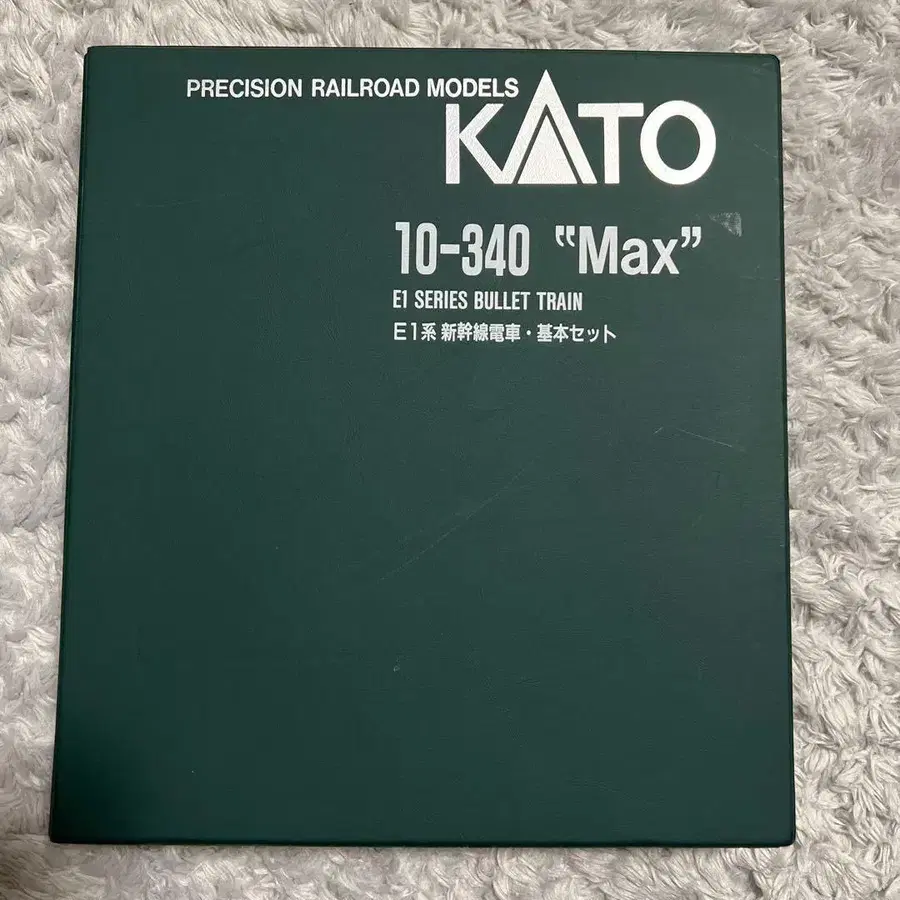 PRECISION RAILROAD MODELS
KATO
10-340 “Max”
E1 SERIES BULLET TRAIN
E1系 新幹線電車・基本セット